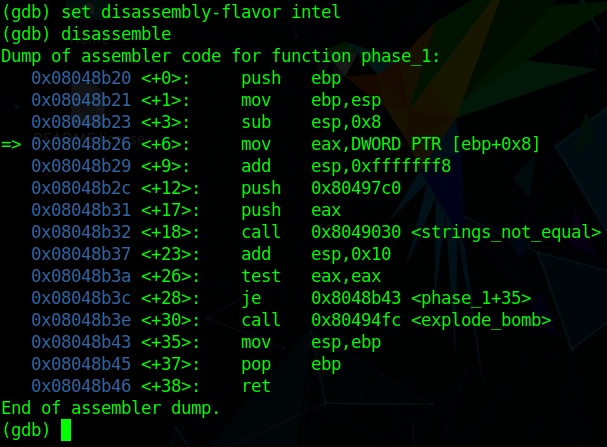 (gdb) set disassembly-flavor intel
(gdb) disassemble
Dump of assembler code for function phase_1:
   0x08048b20 <+0>:     push   ebp
   0x08048b21 <+1>:     mov    ebp,esp
   0x08048b23 <+3>:     sub    esp,0x8
=> 0x08048b26 <+6>:     mov    eax,DWORD PTR [ebp+0x8]
   0x08048b29 <+9>:     add    esp,0xfffffff8
   0x08048b2c <+12>:    push   0x80497c0
   0x08048b31 <+17>:    push   eax
   0x08048b32 <+18>:    call   0x8049030 <strings_not_equal>
   0x08048b37 <+23>:    add    esp,0x10
   0x08048b3a <+26>:    test   eax,eax
   0x08048b3c <+28>:    je     0x8048b43 <phase_1+35>
   0x08048b3e <+30>:    call   0x80494fc <explode_bomb>
   0x08048b43 <+35>:    mov    esp,ebp
   0x08048b45 <+37>:    pop    ebp
   0x08048b46 <+38>:    ret
End of assembler dump.
(gdb)